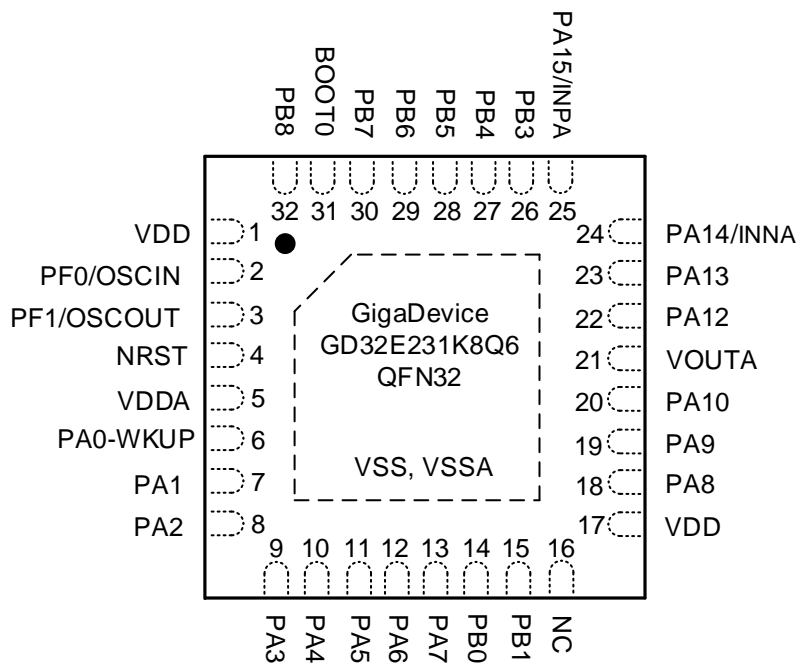 PB8
BOOT0
PB7
PB6
PB5
PB4
PB3
PA15/INPA
32 31 30 29 28 27 26 25
VDD 1
PF0/OSCIN 2
PF1/OSCOUT 3
NRST 4
VDDA 5
PA0-WKUP 6
PA1 7
PA2 8
GigaDevice
GD32E231K8Q6
QFN32
VSS, VSSA
24 PA14/INNA
23 PA13
22 PA12
21 VOUTA
20 PA10
19 PA9
18 PA8
17 VDD
9 10 11 12 13 14 15 16
PA3
PA4
PA5
PA6
PA7
PB0
PB1
NC